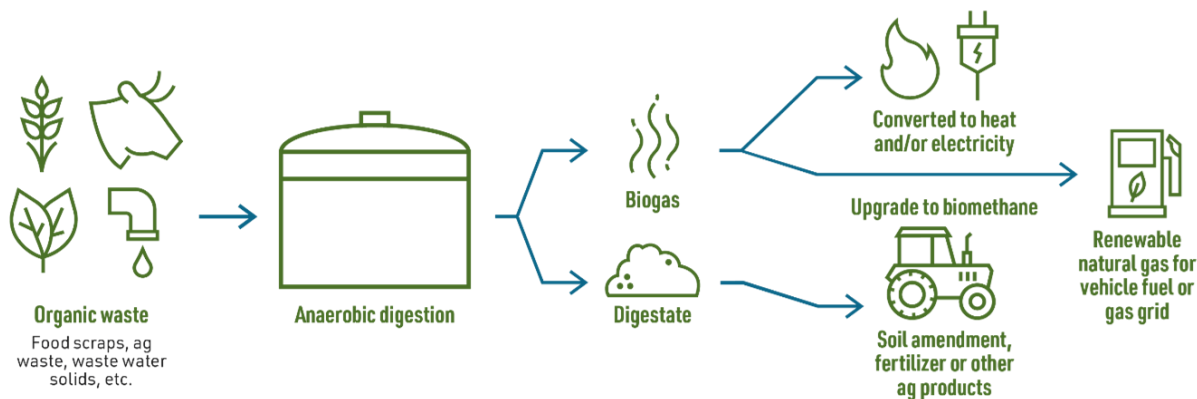 Organic waste
Food scraps, ag
waste, waste water
solids, etc.
Anaerobic digestion
Biogas
Digestate
Converted to heat
and/or electricity
Upgrade to biomethane
Soil amendment,
fertilizer or other
ag products
Renewable
natural gas for
vehicle fuel or
gas grid